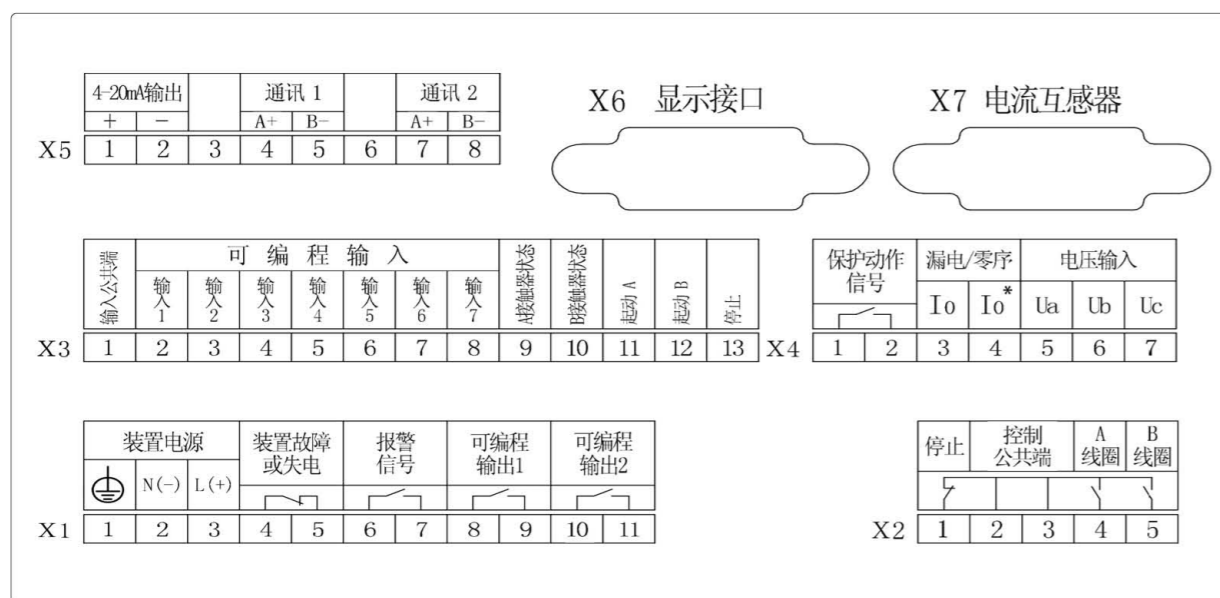 4-20mA输出 通讯 1 通讯 2
+ − A+ B− A+ B−
X5 1 2 3 4 5 6 7 8
X6 显示接口
X7 电流互感器
输入公共端 可编程输入 A接触器状态 B接触器状态 起动 A 起动 B 停止
输入1 输入2 输入3 输入4 输入5 输入6 输入7
X3 1 2 3 4 5 6 7 8 9 10 11 12 13
保护动作 漏电/零序 电压输入
信号 Io Io* Ua Ub Uc
X4 1 2 3 4 5 6 7
装置电源 装置故障 报警 可编程 可编程
或失电 信号 输出1 输出2
N(−) L(+)
X1 1 2 3 4 5 6 7 8 9 10 11
停止 控制 A B
公共端 线圈 线圈
X2 1 2 3 4 5